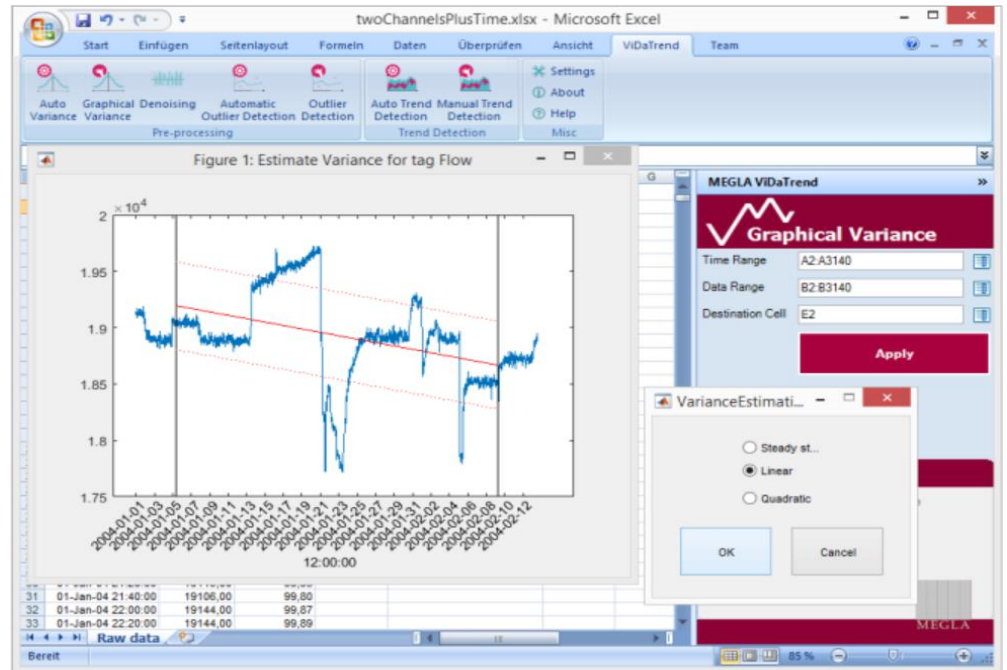 twoChannelsPlusTime.xlsx - Microsoft Excel
Start Einfügen Seitenlayout Formeln Daten Überprüfen Ansicht ViDaTrend Team
Auto Variance
Graphical Variance
Denoising
Automatic Outlier Detection
Outlier Detection
Auto Trend Detection
Manual Trend Detection
Settings
About
Help
Pre-processing Trend Detection Misc
G
Figure 1: Estimate Variance for tag Flow
× 10^4
2
1.95
1.9
1.85
1.8
1.75
2004-01-01 2004-01-03 2004-01-05 2004-01-07 2004-01-09 2004-01-11 2004-01-13 2004-01-15 2004-01-17 2004-01-19 2004-01-21 2004-01-23 2004-01-25 2004-01-27 2004-01-29 2004-01-31 2004-02-02 2004-02-04 2004-02-06 2004-02-08 2004-02-10 2004-02-12
12:00:00
MEGLA ViDaTrend
Graphical Variance
Time Range A2:A3140
Data Range B2:B3140
Destination Cell E2
Apply
VarianceEstimati...
Steady st...
Linear
Quadratic
OK Cancel
31 01-Jan-04 21:40:00 19106,00 99,80
32 01-Jan-04 22:00:00 19144,00 99,87
33 01-Jan-04 22:20:00 19144,00 99,89
MEGLA
Raw data
Bereit 85 %